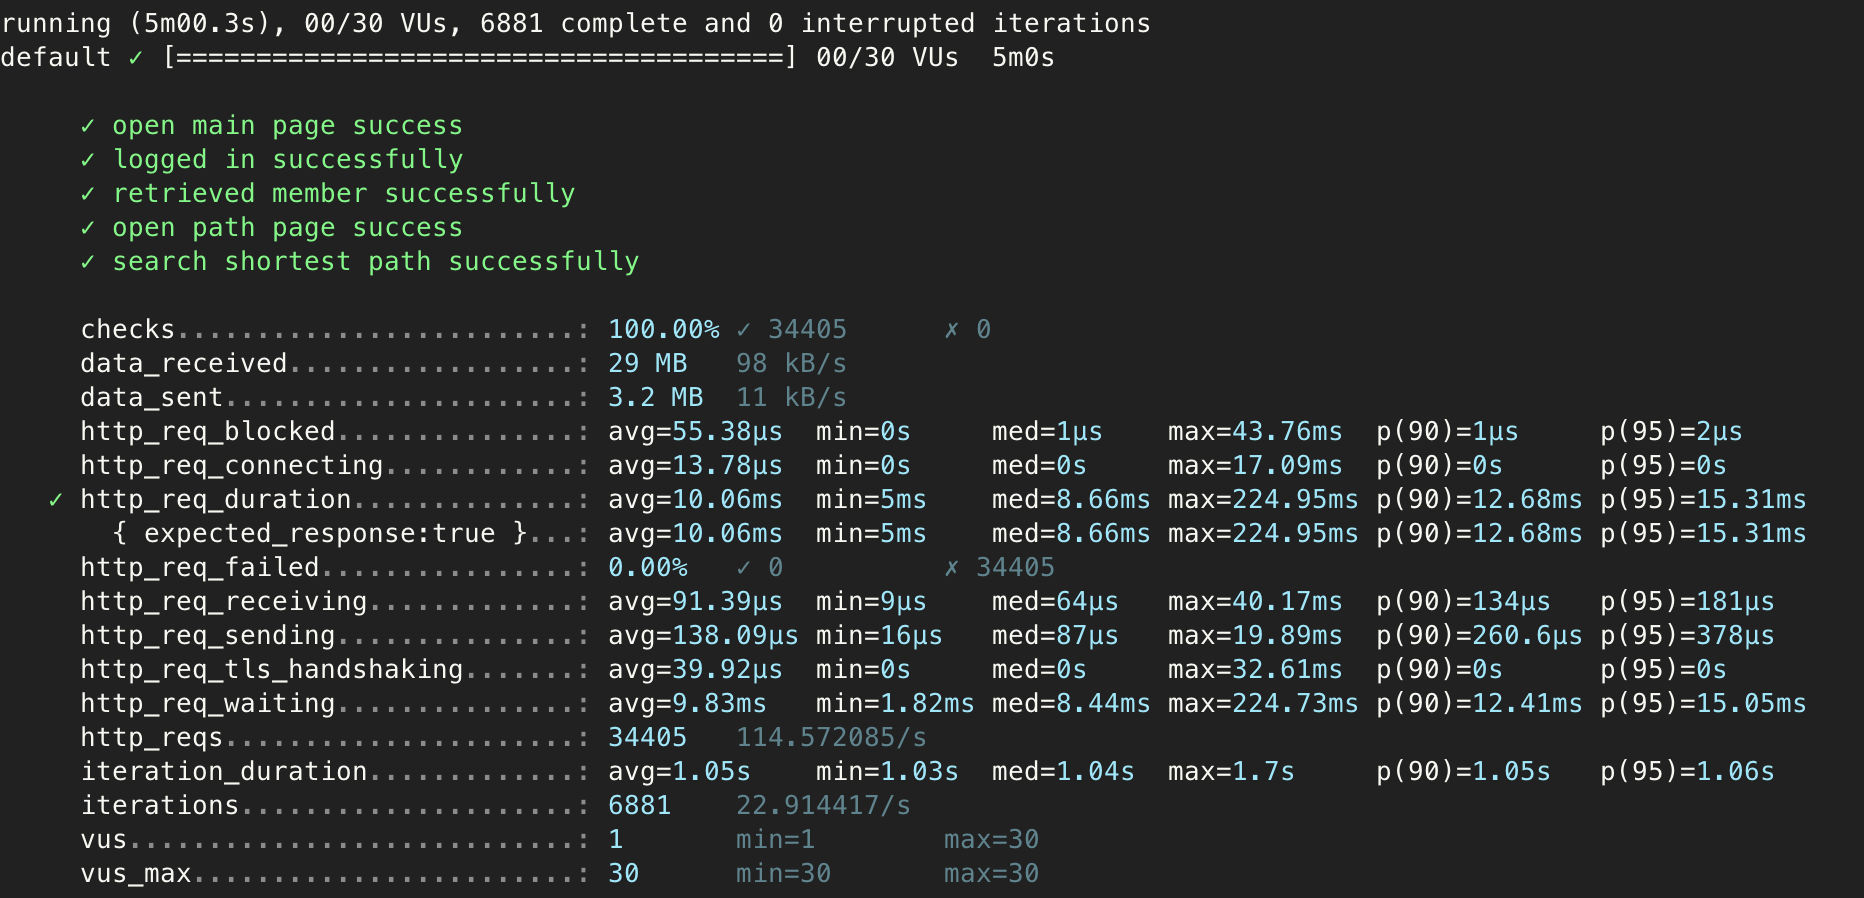 running (5m00.3s), 00/30 VUs, 6881 complete and 0 interrupted iterations
default ✓ [======================================] 00/30 VUs  5m0s
✓ open main page success
✓ logged in successfully
✓ retrieved member successfully
✓ open path page success
✓ search shortest path successfully
checks.........................: 100.00% ✓ 34405      ✗ 0
data_received..................: 29 MB   98 kB/s
data_sent......................: 3.2 MB  11 kB/s
http_req_blocked...............: avg=55.38µs  min=0s     med=1µs    max=43.76ms  p(90)=1µs     p(95)=2µs
http_req_connecting............: avg=13.78µs  min=0s     med=0s     max=17.09ms  p(90)=0s      p(95)=0s
✓ http_req_duration..............: avg=10.06ms  min=5ms    med=8.66ms max=224.95ms p(90)=12.68ms p(95)=15.31ms
{ expected_response:true }...: avg=10.06ms  min=5ms    med=8.66ms max=224.95ms p(90)=12.68ms p(95)=15.31ms
http_req_failed................: 0.00%   ✓ 0          ✗ 34405
http_req_receiving.............: avg=91.39µs  min=9µs    med=64µs   max=40.17ms  p(90)=134µs   p(95)=181µs
http_req_sending...............: avg=138.09µs min=16µs   med=87µs   max=19.89ms  p(90)=260.6µs p(95)=378µs
http_req_tls_handshaking.......: avg=39.92µs  min=0s     med=0s     max=32.61ms  p(90)=0s      p(95)=0s
http_req_waiting...............: avg=9.83ms   min=1.82ms med=8.44ms max=224.73ms p(90)=12.41ms p(95)=15.05ms
http_reqs......................: 34405   114.572085/s
iteration_duration.............: avg=1.05s    min=1.03s  med=1.04s  max=1.7s     p(90)=1.05s   p(95)=1.06s
iterations.....................: 6881    22.914417/s
vus............................: 1       min=1        max=30
vus_max........................: 30      min=30       max=30